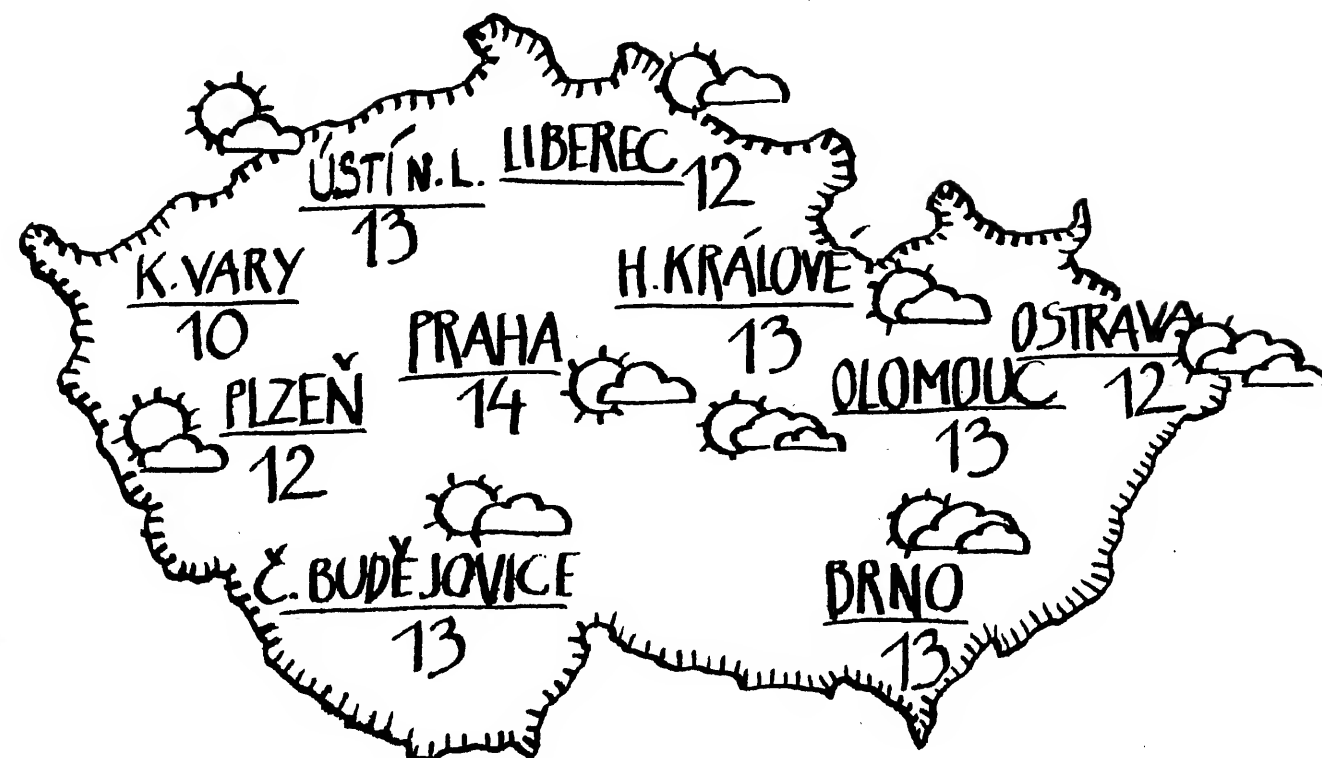 ÚSTÍ N.L.
13
LIBEREC
12
K.VARY
10
H.KRÁLOVÉ
13
PRAHA
14
OSTRAVA
12
PLZEŇ
12
OLOMOUC
13
Č.BUDĚJOVICE
13
BRNO
13